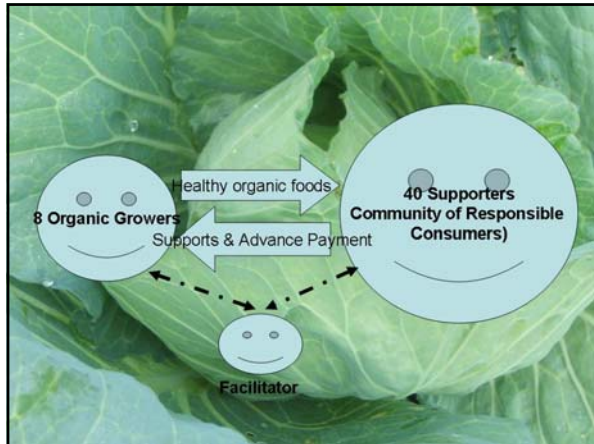 Healthy organic foods
8 Organic Growers
40 Supporters
Community of Responsible
Consumers)
Supports & Advance Payment
Facilitator